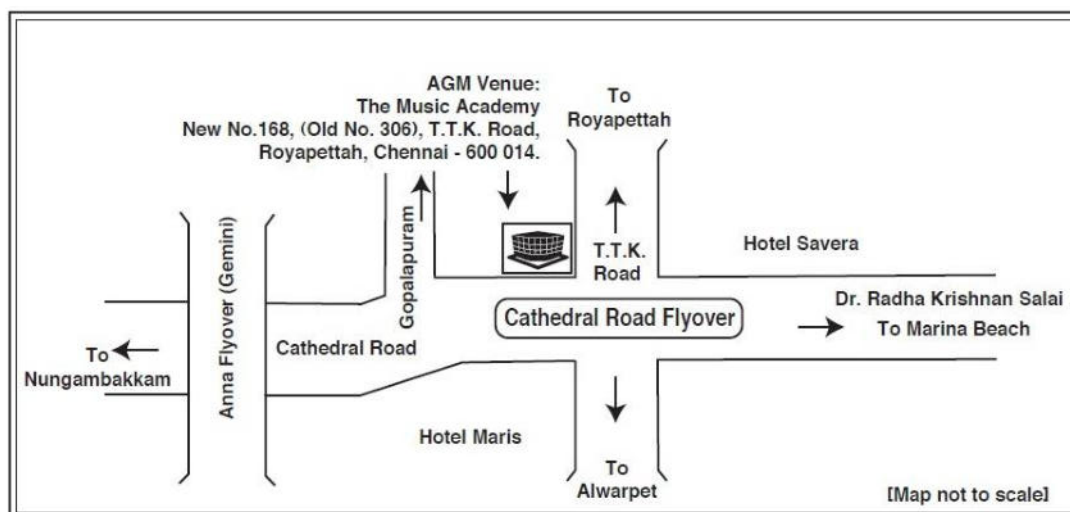 AGM Venue:
The Music Academy
New No.168, (Old No. 306), T.T.K. Road,
Royapettah, Chennai - 600 014.
To
Royapettah
Anna Flyover (Gemini)
Gopalapuram
T.T.K.
Road
Hotel Savera
Cathedral Road Flyover
Dr. Radha Krishnan Salai
To Marina Beach
Cathedral Road
To
Nungambakkam
Hotel Maris
To
Alwarpet
[Map not to scale]